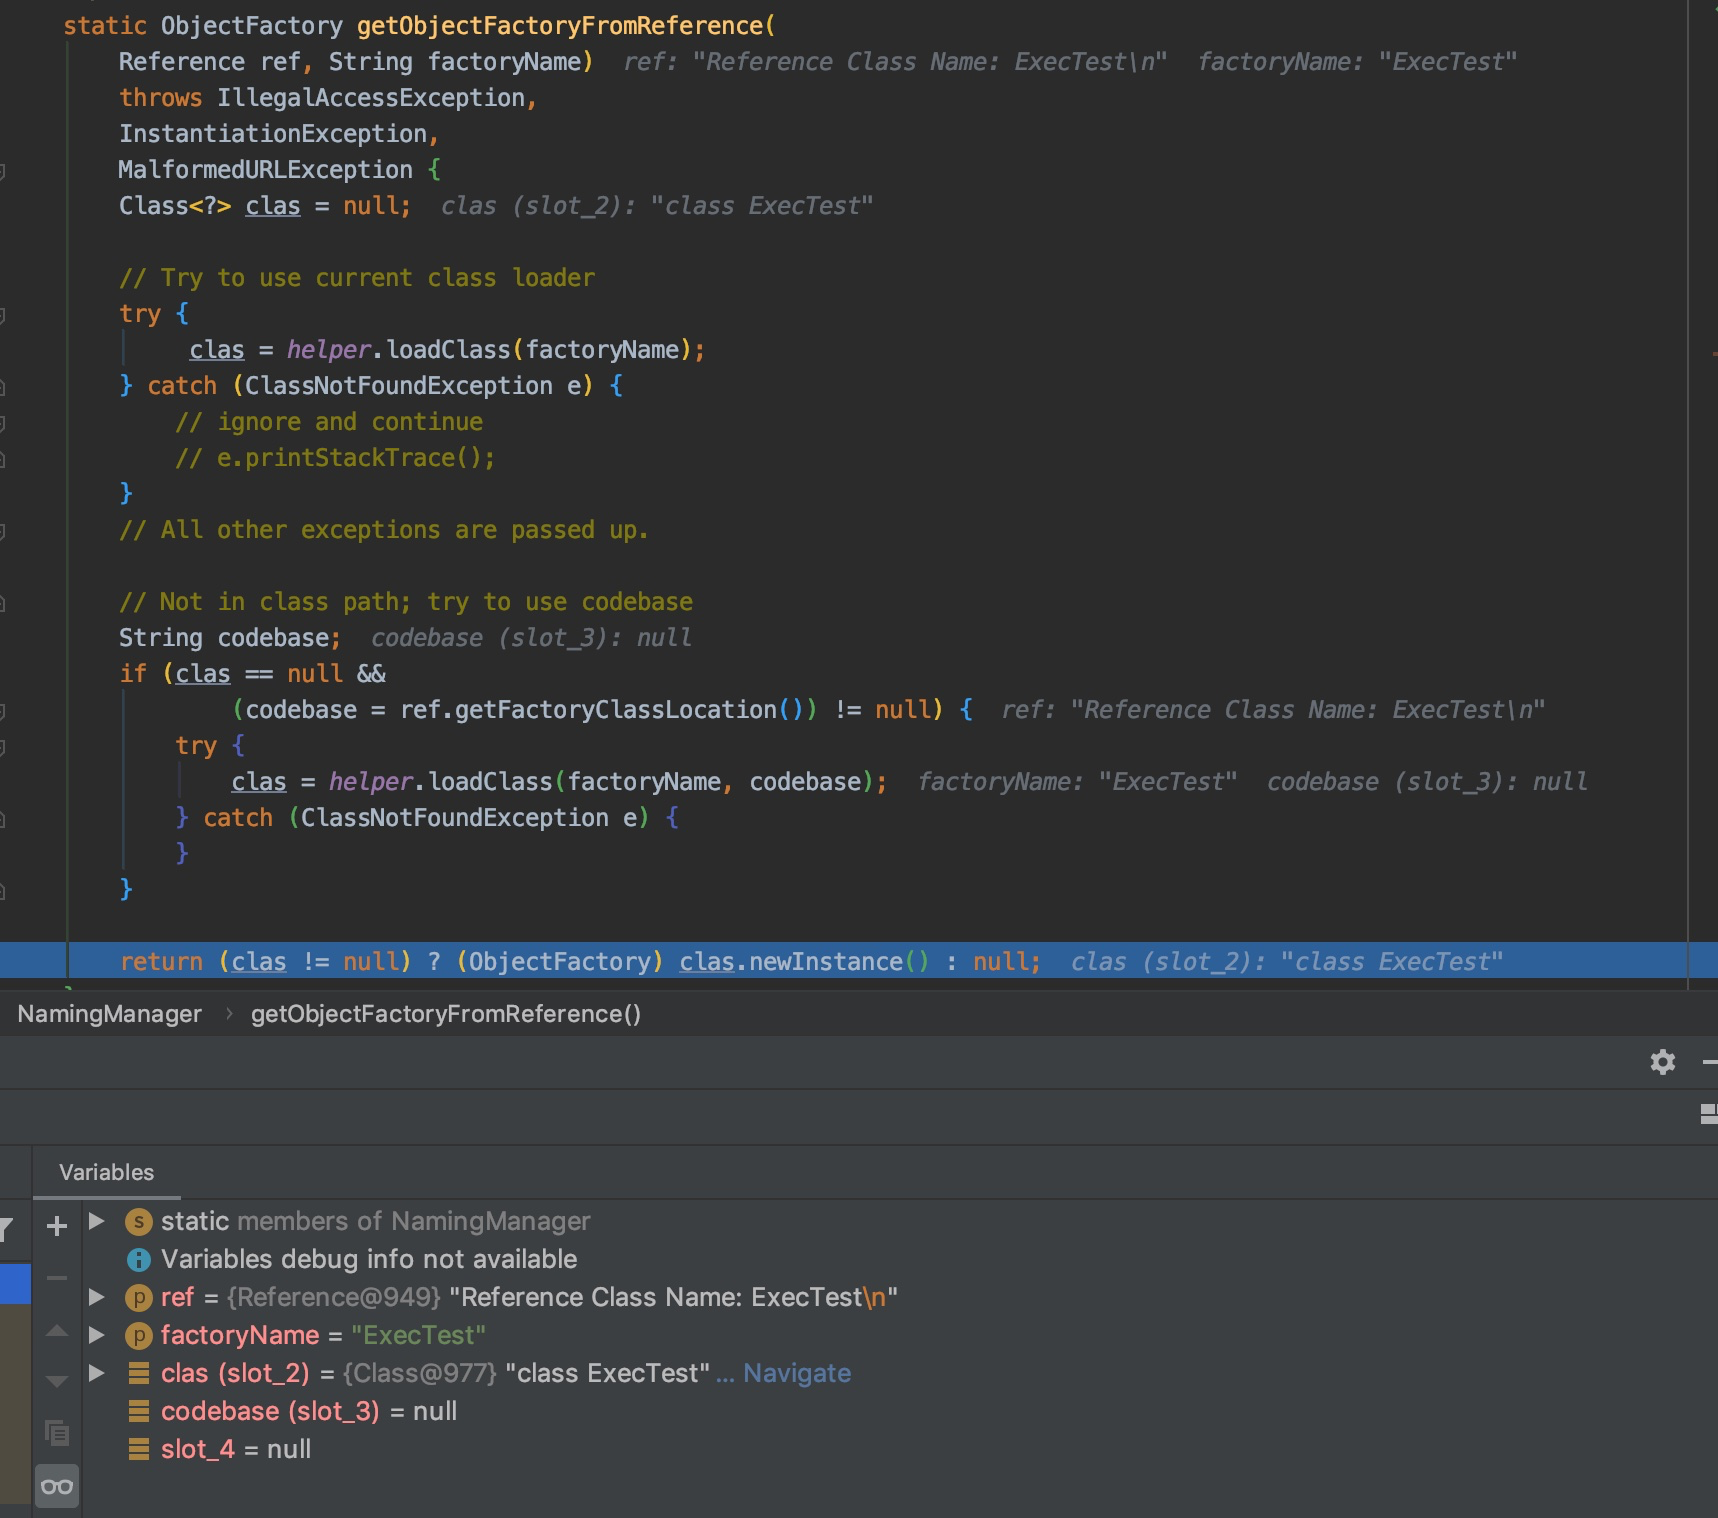 static ObjectFactory getObjectFactoryFromReference(
Reference ref, String factoryName) ref: "Reference Class Name: ExecTest\n" factoryName: "ExecTest"
throws IllegalAccessException,
InstantiationException,
MalformedURLException {
Class<?> clas = null; clas (slot_2): "class ExecTest"
// Try to use current class loader
try {
clas = helper.loadClass(factoryName);
} catch (ClassNotFoundException e) {
// ignore and continue
// e.printStackTrace();
}
// All other exceptions are passed up.
// Not in class path; try to use codebase
String codebase; codebase (slot_3): null
if (clas == null &&
(codebase = ref.getFactoryClassLocation()) != null) { ref: "Reference Class Name: ExecTest\n"
try {
clas = helper.loadClass(factoryName, codebase); factoryName: "ExecTest" codebase (slot_3): null
} catch (ClassNotFoundException e) {
}
}
return (clas != null) ? (ObjectFactory) clas.newInstance() : null; clas (slot_2): "class ExecTest"
NamingManager › getObjectFactoryFromReference()
Variables
s static members of NamingManager
i Variables debug info not available
p ref = {Reference@949} "Reference Class Name: ExecTest\n"
p factoryName = "ExecTest"
clas (slot_2) = {Class@977} "class ExecTest" ... Navigate
codebase (slot_3) = null
slot_4 = null